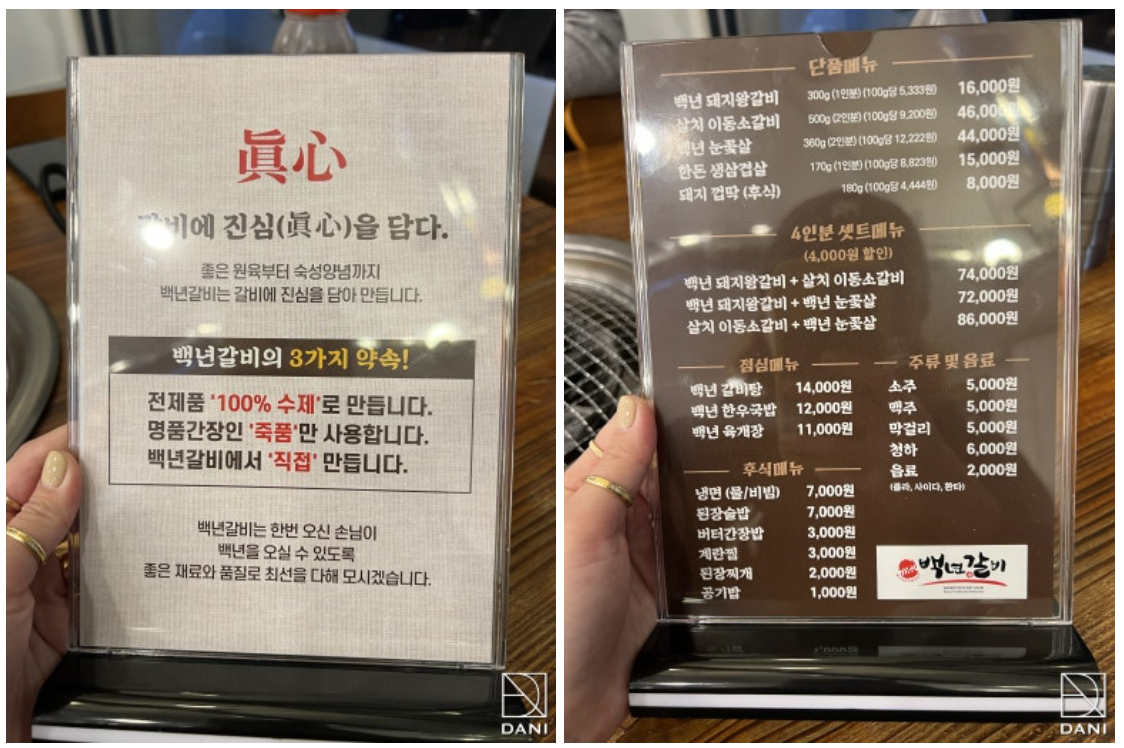 眞心
갈비에 진심(眞心)을 담다.
좋은 원육부터 숙성양념까지
백년갈비는 갈비에 진심을 담아 만듭니다.
백년갈비의 3가지 약속!
전제품 '100% 수제'로 만듭니다.
명품간장인 '죽품'만 사용합니다.
백년갈비에서 '직접' 만듭니다.
백년갈비는 한번 오신 손님이
백년을 오실 수 있도록
좋은 재료와 품질로 최선을 다해 모시겠습니다.
DANI
단품메뉴
백년 돼지왕갈비 300g (1인분) (100g당 5,333원) 16,000원
살치 이동소갈비 500g (2인분) (100g당 9,200원) 46,000원
백년 눈꽃살 360g (2인분) (100g당 12,222원) 44,000원
한돈 생삼겹살 170g (1인분) (100g당 8,823원) 15,000원
돼지 껍딱 (후식) 180g (100g당 4,444원) 8,000원
4인분 셋트메뉴
(4,000원 할인)
백년 돼지왕갈비 + 살치 이동소갈비 74,000원
백년 돼지왕갈비 + 백년 눈꽃살 72,000원
살치 이동소갈비 + 백년 눈꽃살 86,000원
점심메뉴
백년 갈비탕 14,000원
백년 한우국밥 12,000원
백년 육개장 11,000원
후식메뉴
냉면 (물/비빔) 7,000원
된장술밥 7,000원
버터간장밥 3,000원
계란찜 3,000원
된장찌개 2,000원
공기밥 1,000원
주류 및 음료
소주 5,000원
맥주 5,000원
막걸리 5,000원
청하 6,000원
음료 2,000원
(콜라, 사이다, 환타)
백년갈비
DANI